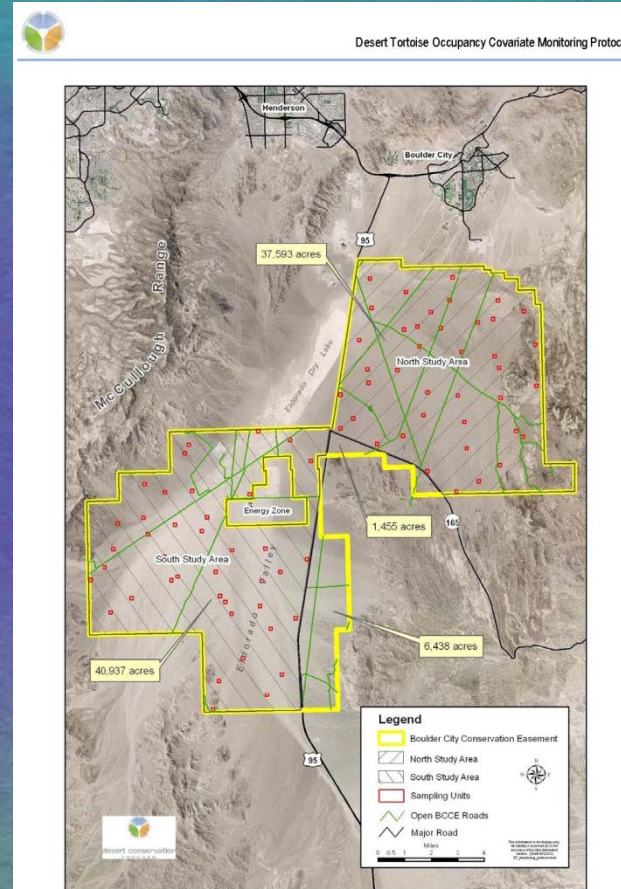 Desert Tortoise Occupancy Covariate Monitoring Protoc
Henderson
Boulder City
95
37,593 acres
McCullough Range
Eldorado Dry Lake
North Study Area
Energy Zone
1,455 acres
165
South Study Area
Eldorado Valley
6,438 acres
40,937 acres
95
Legend
Boulder City Conservation Easement
North Study Area
South Study Area
Sampling Units
Open BCCE Roads
Major Road
N
W E
S
Miles
0 0.5 1 2 3 4
desert conservation
PROGRAM